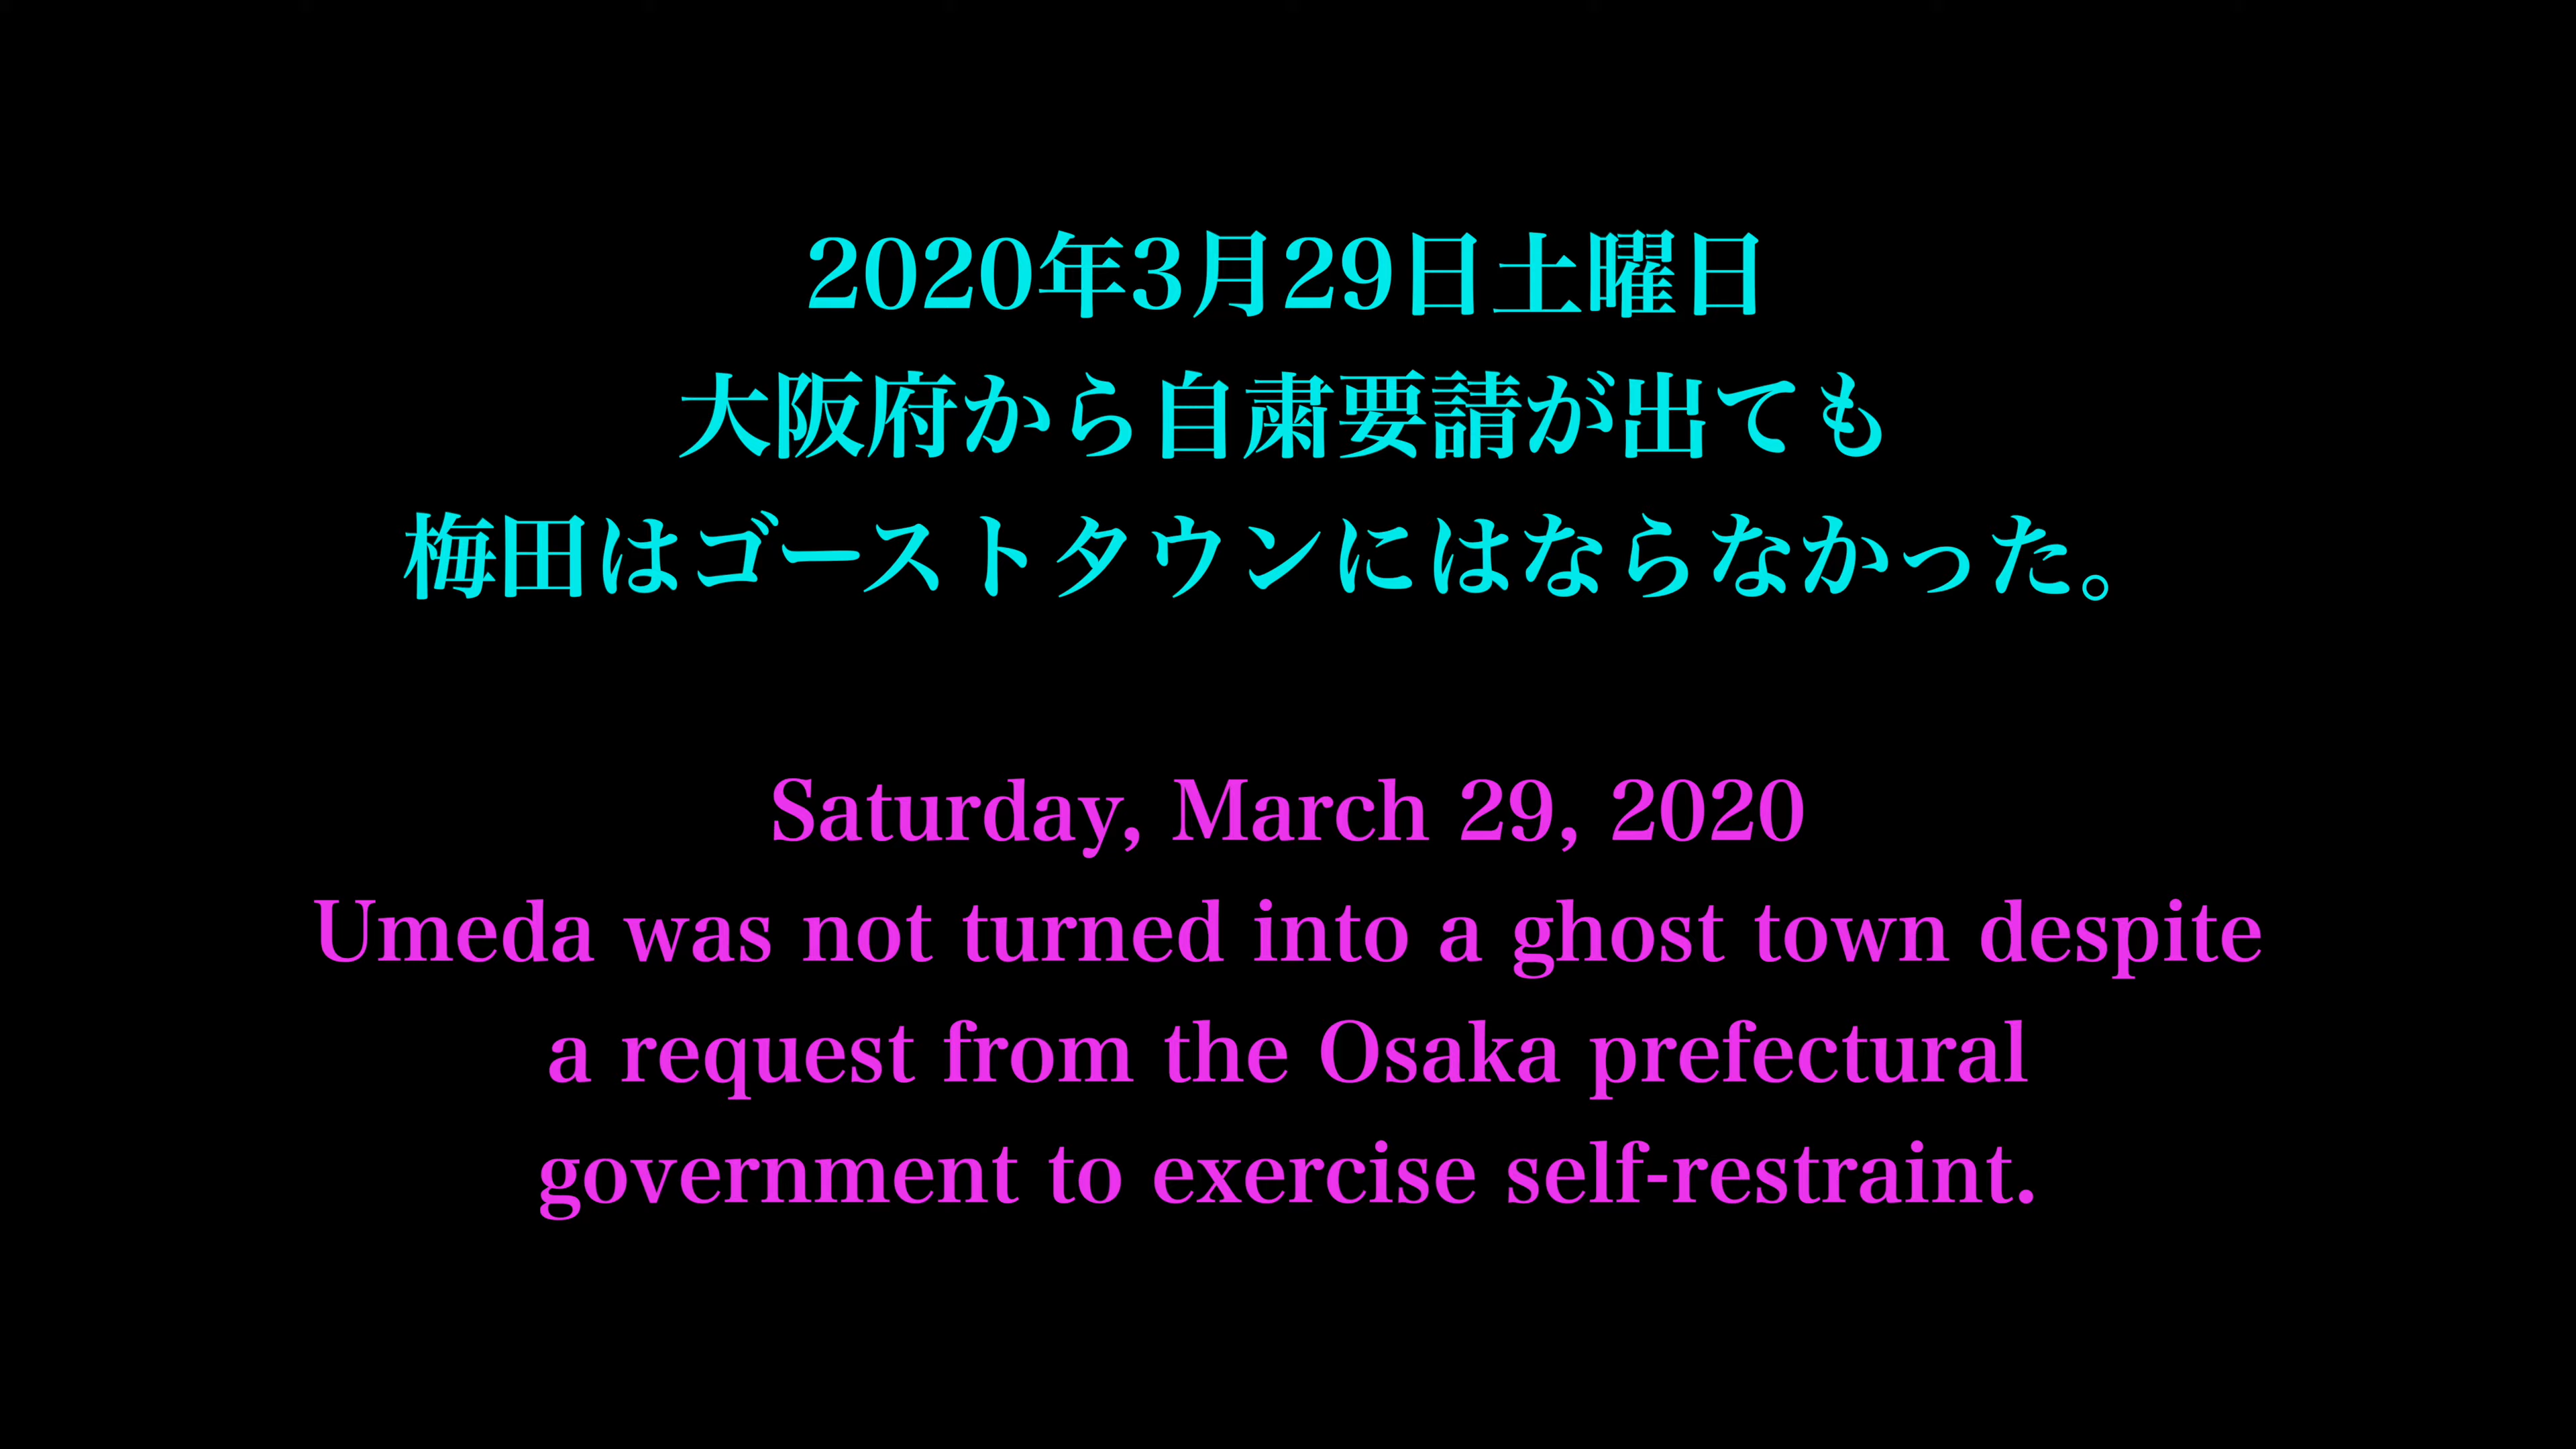 2020年3月29日土曜日
大阪府から自粛要請が出ても
梅田はゴーストタウンにはならなかった。
Saturday, March 29, 2020
Umeda was not turned into a ghost town despite
a request from the Osaka prefectural
government to exercise self-restraint.